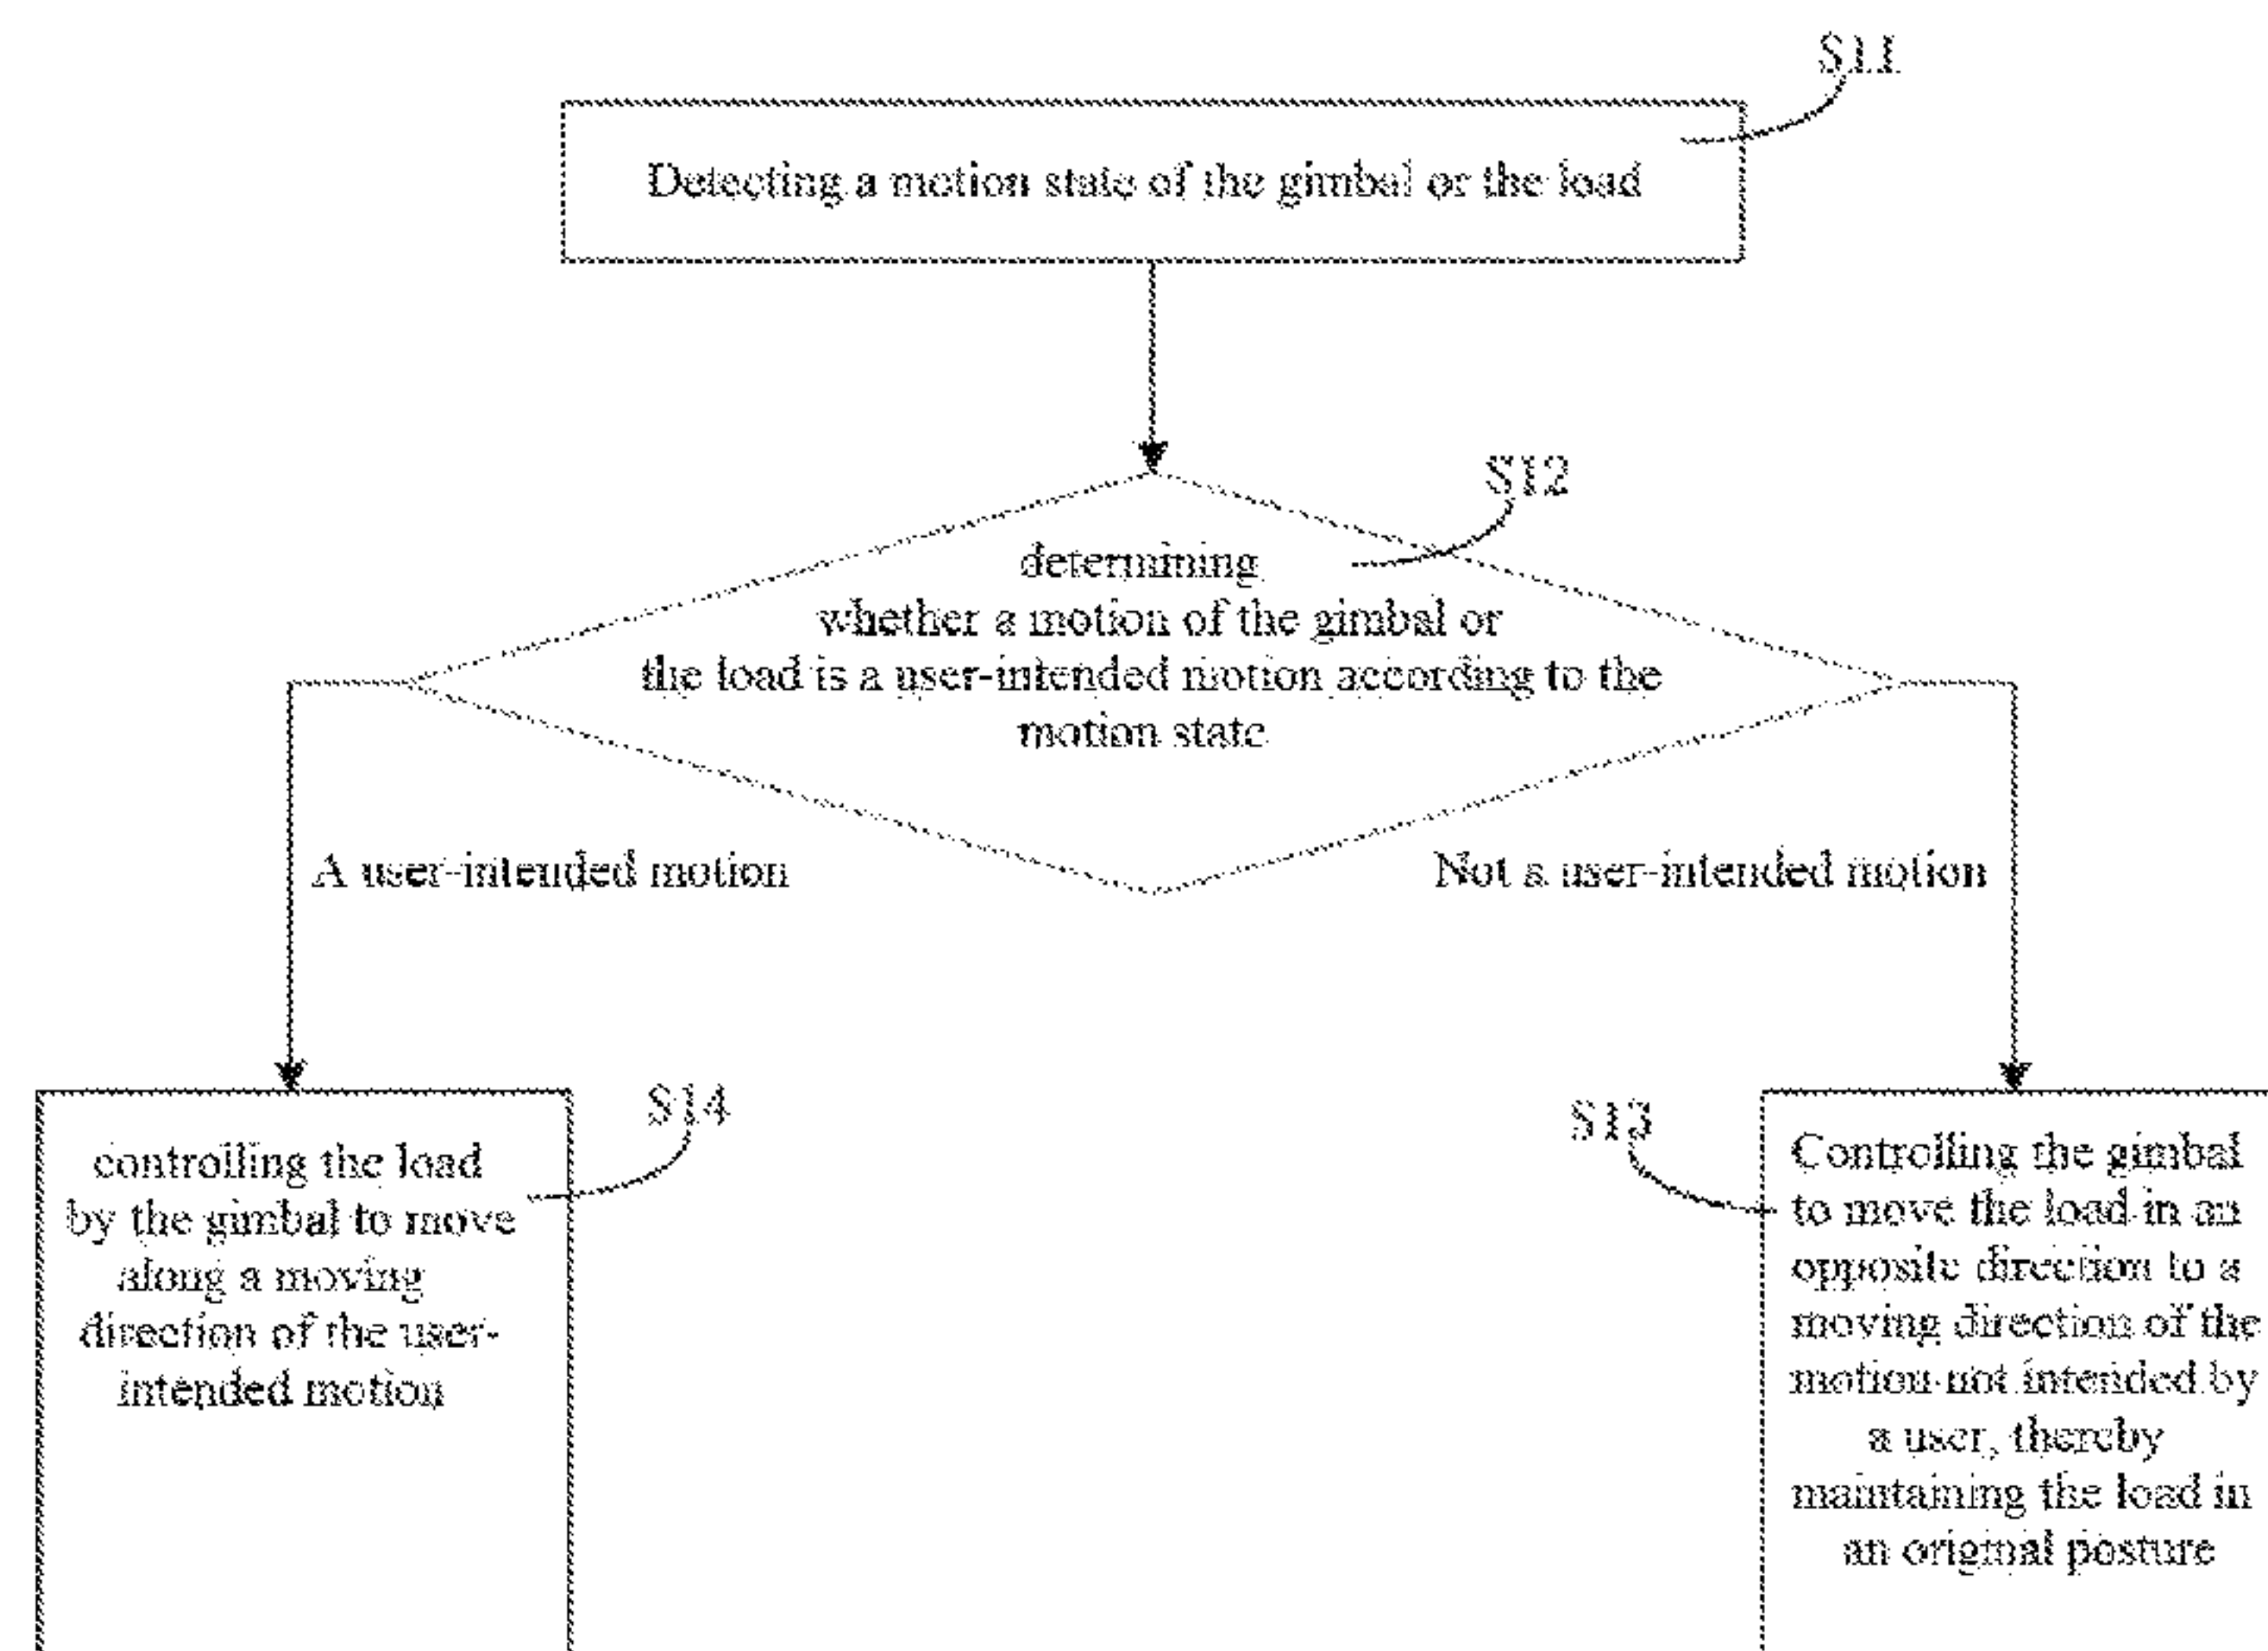 S11
Detecting a motion state of the gimbal or the load
S12
determining
whether a motion of the gimbal or
the load is a user-intended motion according to the
motion state
A user-intended motion
Not a user-intended motion
S14
controlling the load
by the gimbal to move
along a moving
direction of the user-
intended motion
S13
Controlling the gimbal
to move the load in an
opposite direction to a
moving direction of the
motion not intended by
a user, thereby
maintaining the load in
an original posture